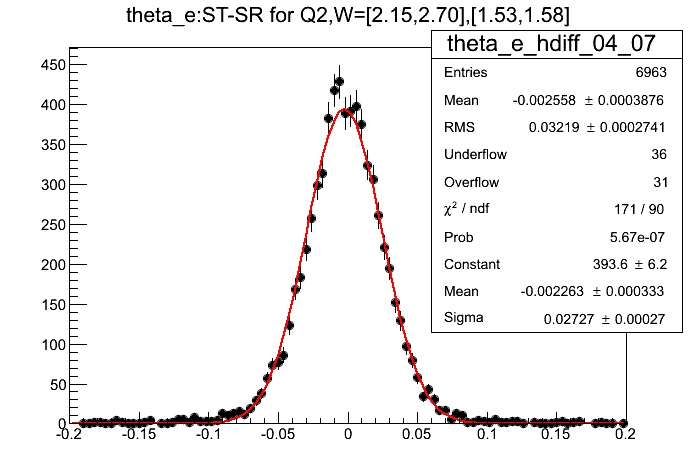 theta_e:ST-SR for Q2,W=[2.15,2.70],[1.53,1.58]
theta_e_hdiff_04_07
Entries 6963
Mean -0.002558 ± 0.0003876
RMS 0.03219 ± 0.0002741
Underflow 36
Overflow 31
χ² / ndf 171 / 90
Prob 5.67e-07
Constant 393.6 ± 6.2
Mean -0.002263 ± 0.000333
Sigma 0.02727 ± 0.00027
450
400
350
300
250
200
150
100
50
0
-0.2 -0.15 -0.1 -0.05 0 0.05 0.1 0.15 0.2